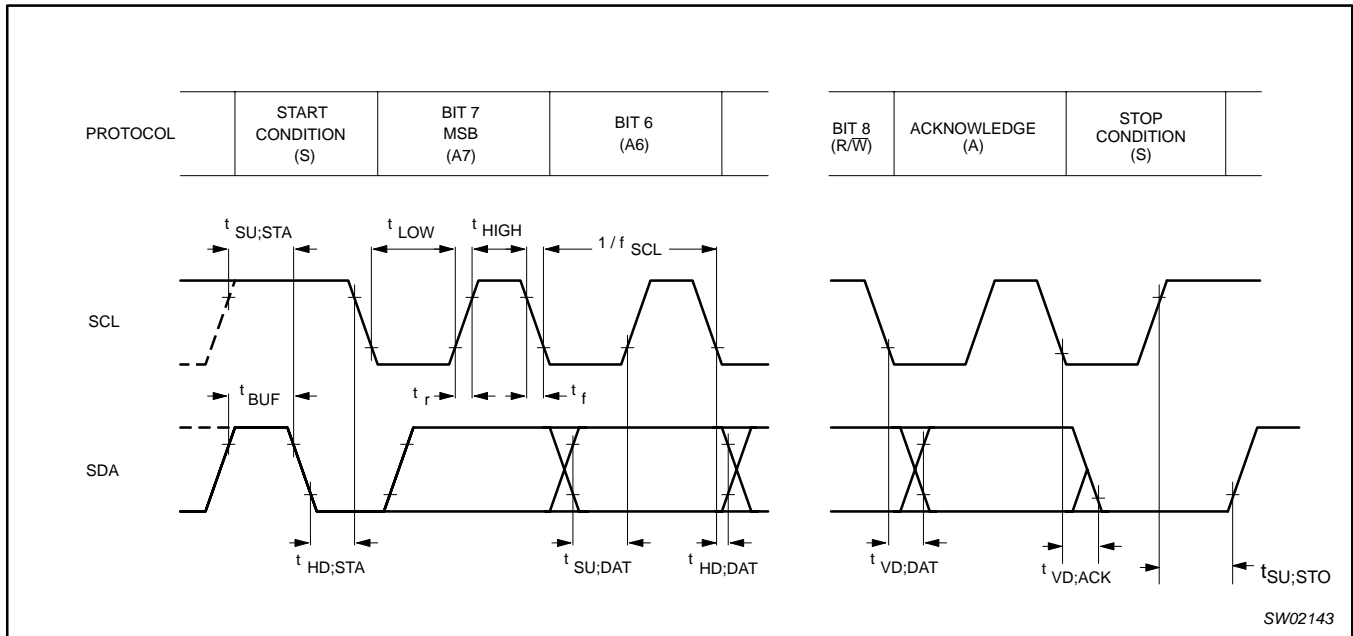 PROTOCOL
START
CONDITION
(S)
BIT 7
MSB
(A7)
BIT 6
(A6)
BIT 8
(R/W̅)
ACKNOWLEDGE
(A)
STOP
CONDITION
(S)
t SU;STA
t LOW
t HIGH
1 / f SCL
SCL
t BUF
t r
t f
SDA
t HD;STA
t SU;DAT
t HD;DAT
t VD;DAT
t VD;ACK
tSU;STO
SW02143